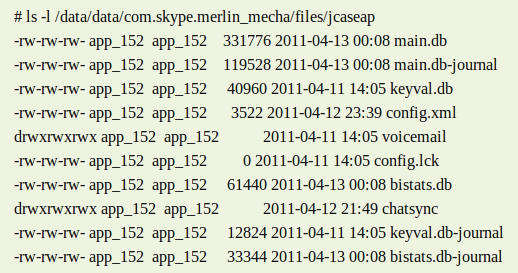 # ls -l /data/data/com.skype.merlin_mecha/files/jcaseap
-rw-rw-rw- app_152 app_152 331776 2011-04-13 00:08 main.db
-rw-rw-rw- app_152 app_152 119528 2011-04-13 00:08 main.db-journal
-rw-rw-rw- app_152 app_152 40960 2011-04-11 14:05 keyval.db
-rw-rw-rw- app_152 app_152 3522 2011-04-12 23:39 config.xml
drwxrwxrwx app_152 app_152 2011-04-11 14:05 voicemail
-rw-rw-rw- app_152 app_152 0 2011-04-11 14:05 config.lck
-rw-rw-rw- app_152 app_152 61440 2011-04-13 00:08 bistats.db
drwxrwxrwx app_152 app_152 2011-04-12 21:49 chatsync
-rw-rw-rw- app_152 app_152 12824 2011-04-11 14:05 keyval.db-journal
-rw-rw-rw- app_152 app_152 33344 2011-04-13 00:08 bistats.db-journal